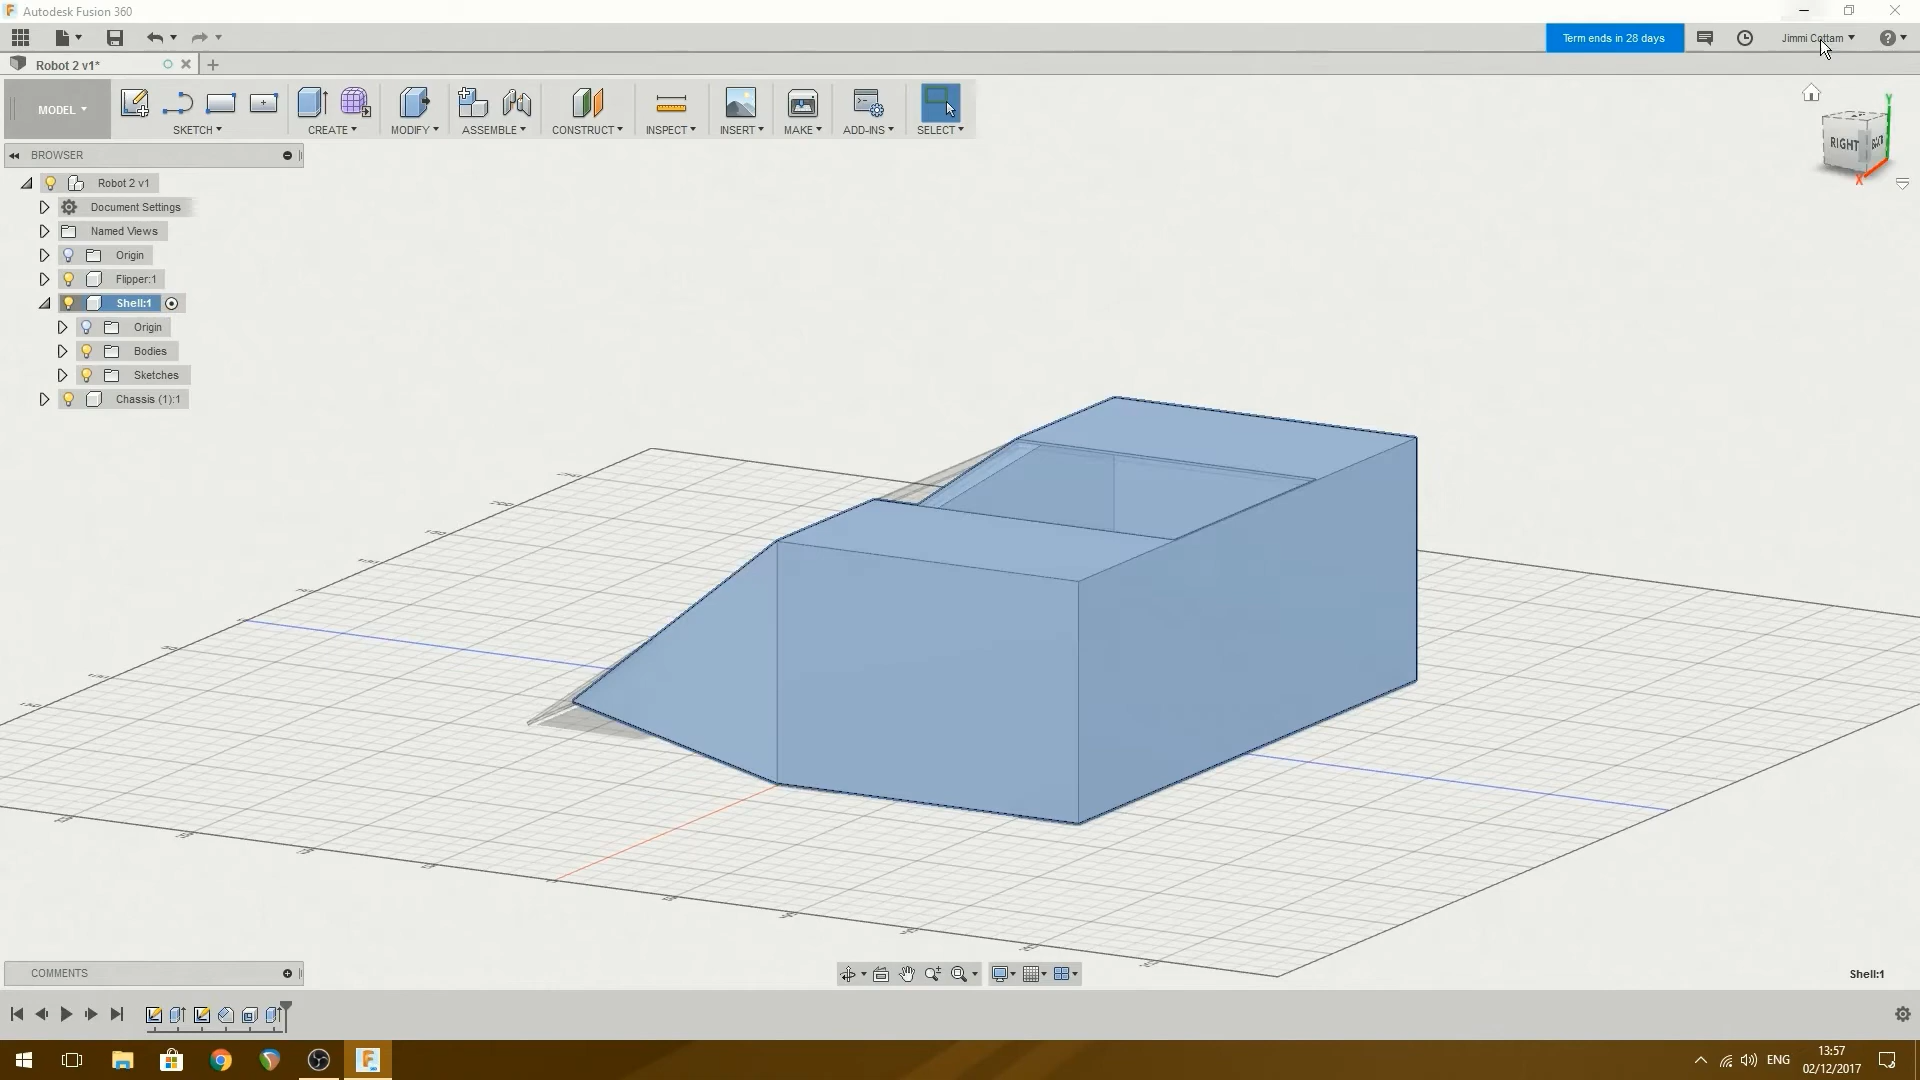 Autodesk Fusion 360
Term ends in 28 days
Jimmi Cottam
Robot 2 v1*
MODEL
SKETCH
CREATE
MODIFY
ASSEMBLE
CONSTRUCT
INSPECT
INSERT
MAKE
ADD-INS
SELECT
Y
RIGHT
BACK
X
BROWSER
Robot 2 v1
Document Settings
Named Views
Origin
Flipper:1
Shell:1
Origin
Bodies
Sketches
Chassis (1):1
COMMENTS
Shell:1
ENG
13:57
02/12/2017